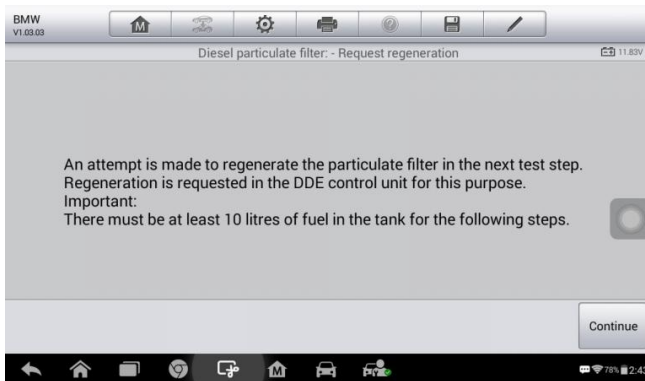 BMW
V1.03.03
Diesel particulate filter: - Request regeneration
11.83V
An attempt is made to regenerate the particulate filter in the next test step.
Regeneration is requested in the DDE control unit for this purpose.
Important:
There must be at least 10 litres of fuel in the tank for the following steps.
Continue
78%